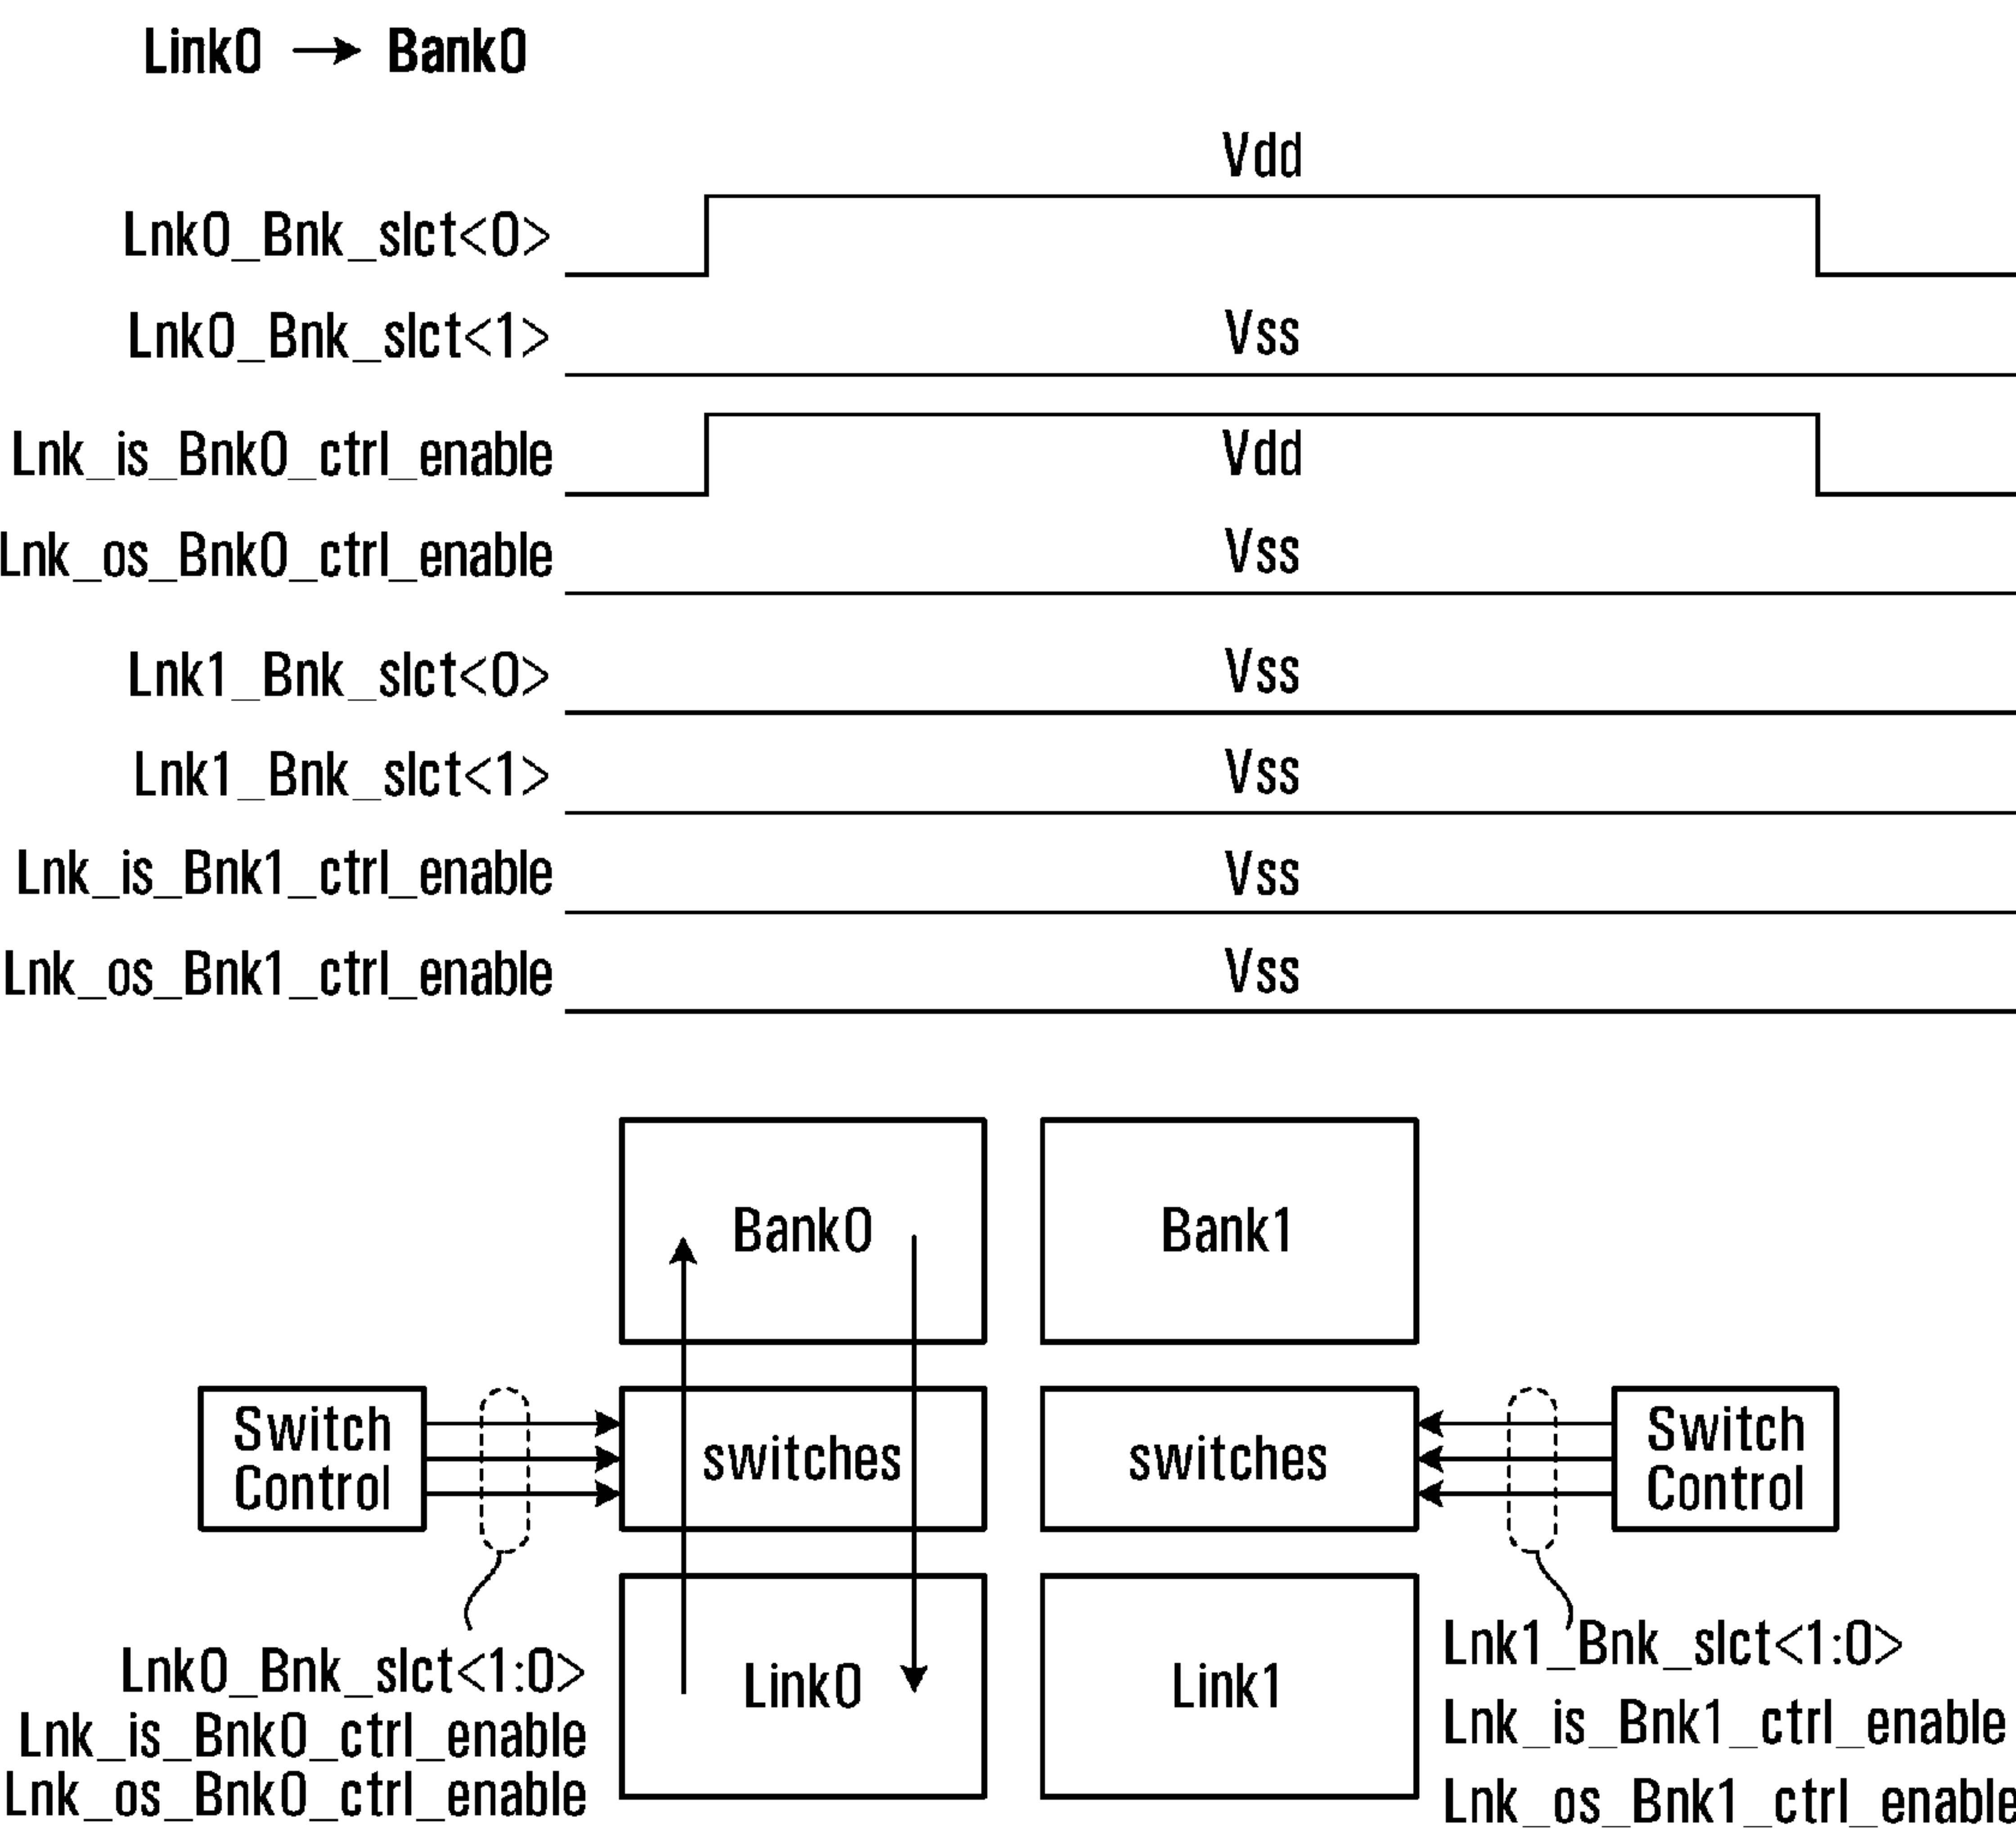 Link0 → Bank0
Vdd
Lnk0_Bnk_slct<0>
Lnk0_Bnk_slct<1> Vss
Lnk_is_Bnk0_ctrl_enable Vdd
Lnk_os_Bnk0_ctrl_enable Vss
Lnk1_Bnk_slct<0> Vss
Lnk1_Bnk_slct<1> Vss
Lnk_is_Bnk1_ctrl_enable Vss
Lnk_os_Bnk1_ctrl_enable Vss
Bank0 Bank1
Switch Control
switches
switches
Switch Control
Link0
Link1
Lnk0_Bnk_slct<1:0>
Lnk_is_Bnk0_ctrl_enable
Lnk_os_Bnk0_ctrl_enable
Lnk1_Bnk_slct<1:0>
Lnk_is_Bnk1_ctrl_enable
Lnk_os_Bnk1_ctrl_enable